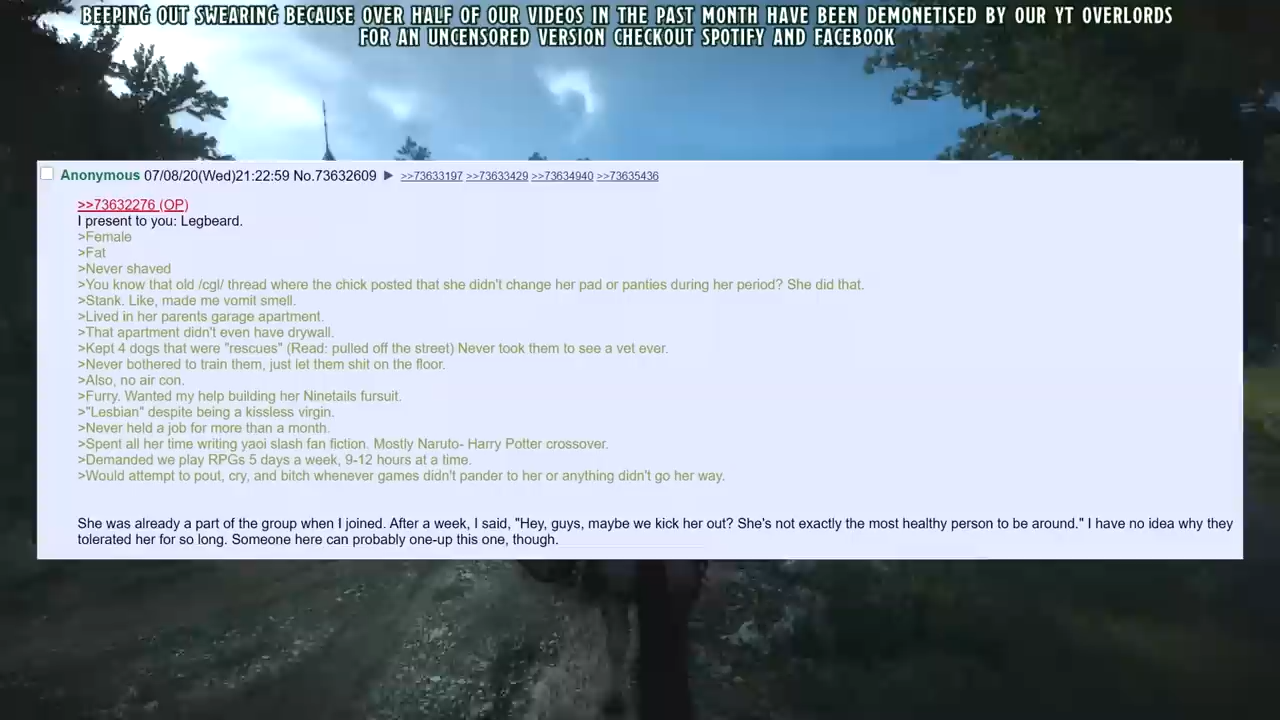 BEEPING OUT SWEARING BECAUSE OVER HALF OF OUR VIDEOS IN THE PAST MONTH HAVE BEEN DEMONETISED BY OUR YT OVERLORDS
FOR AN UNCENSORED VERSION CHECKOUT SPOTIFY AND FACEBOOK
Anonymous 07/08/20(Wed)21:22:59 No.73632609 ▶ >>73633197 >>73633429 >>73634940 >>73635436
>>73632276 (OP)
I present to you: Legbeard.
>Female
>Fat
>Never shaved
>You know that old /cgl/ thread where the chick posted that she didn't change her pad or panties during her period? She did that.
>Stank. Like, made me vomit smell.
>Lived in her parents garage apartment.
>That apartment didn't even have drywall.
>Kept 4 dogs that were "rescues" (Read: pulled off the street) Never took them to see a vet ever.
>Never bothered to train them, just let them shit on the floor.
>Also, no air con.
>Furry. Wanted my help building her Ninetails fursuit.
>"Lesbian" despite being a kissless virgin.
>Never held a job for more than a month.
>Spent all her time writing yaoi slash fan fiction. Mostly Naruto- Harry Potter crossover.
>Demanded we play RPGs 5 days a week, 9-12 hours at a time.
>Would attempt to pout, cry, and bitch whenever games didn't pander to her or anything didn't go her way.
She was already a part of the group when I joined. After a week, I said, "Hey, guys, maybe we kick her out? She's not exactly the most healthy person to be around." I have no idea why they
tolerated her for so long. Someone here can probably one-up this one, though.